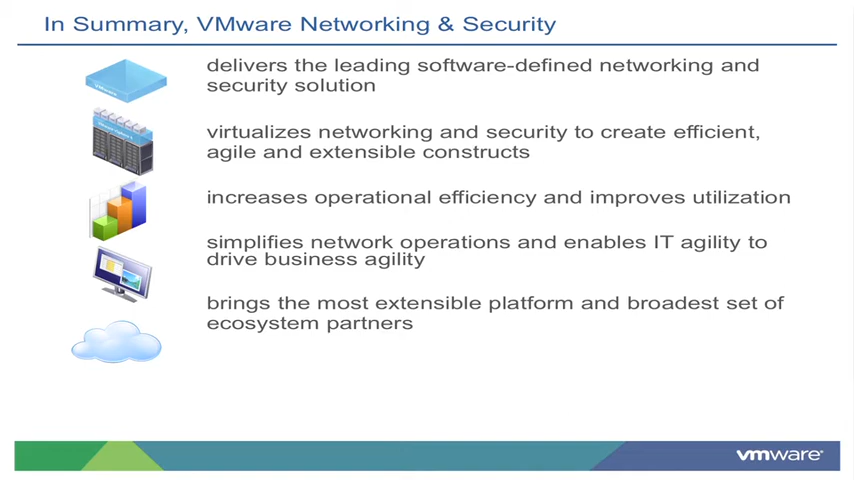 In Summary, VMware Networking & Security
delivers the leading software-defined networking and
security solution
virtualizes networking and security to create efficient,
agile and extensible constructs
increases operational efficiency and improves utilization
simplifies network operations and enables IT agility to
drive business agility
brings the most extensible platform and broadest set of
ecosystem partners
vmware